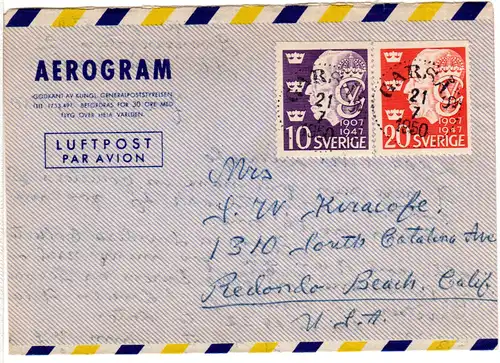 AEROGRAM
GODKÄNT AV KUNGL. GENERALPOSTSTYRELSEN
BEFORDRAS FÖR 30 ÖRE MED
FLYG ÖVER HELA VÄRLDEN
LUFTPOST
PAR AVION
21
7
1950
1907
1947
10 SVERIGE
21
7
1950
1907
1947
20 SVERIGE
Mrs
L. W. Kiracofe
1310 South Catalina Ave
Redondo Beach, Calif.
U.S.A.